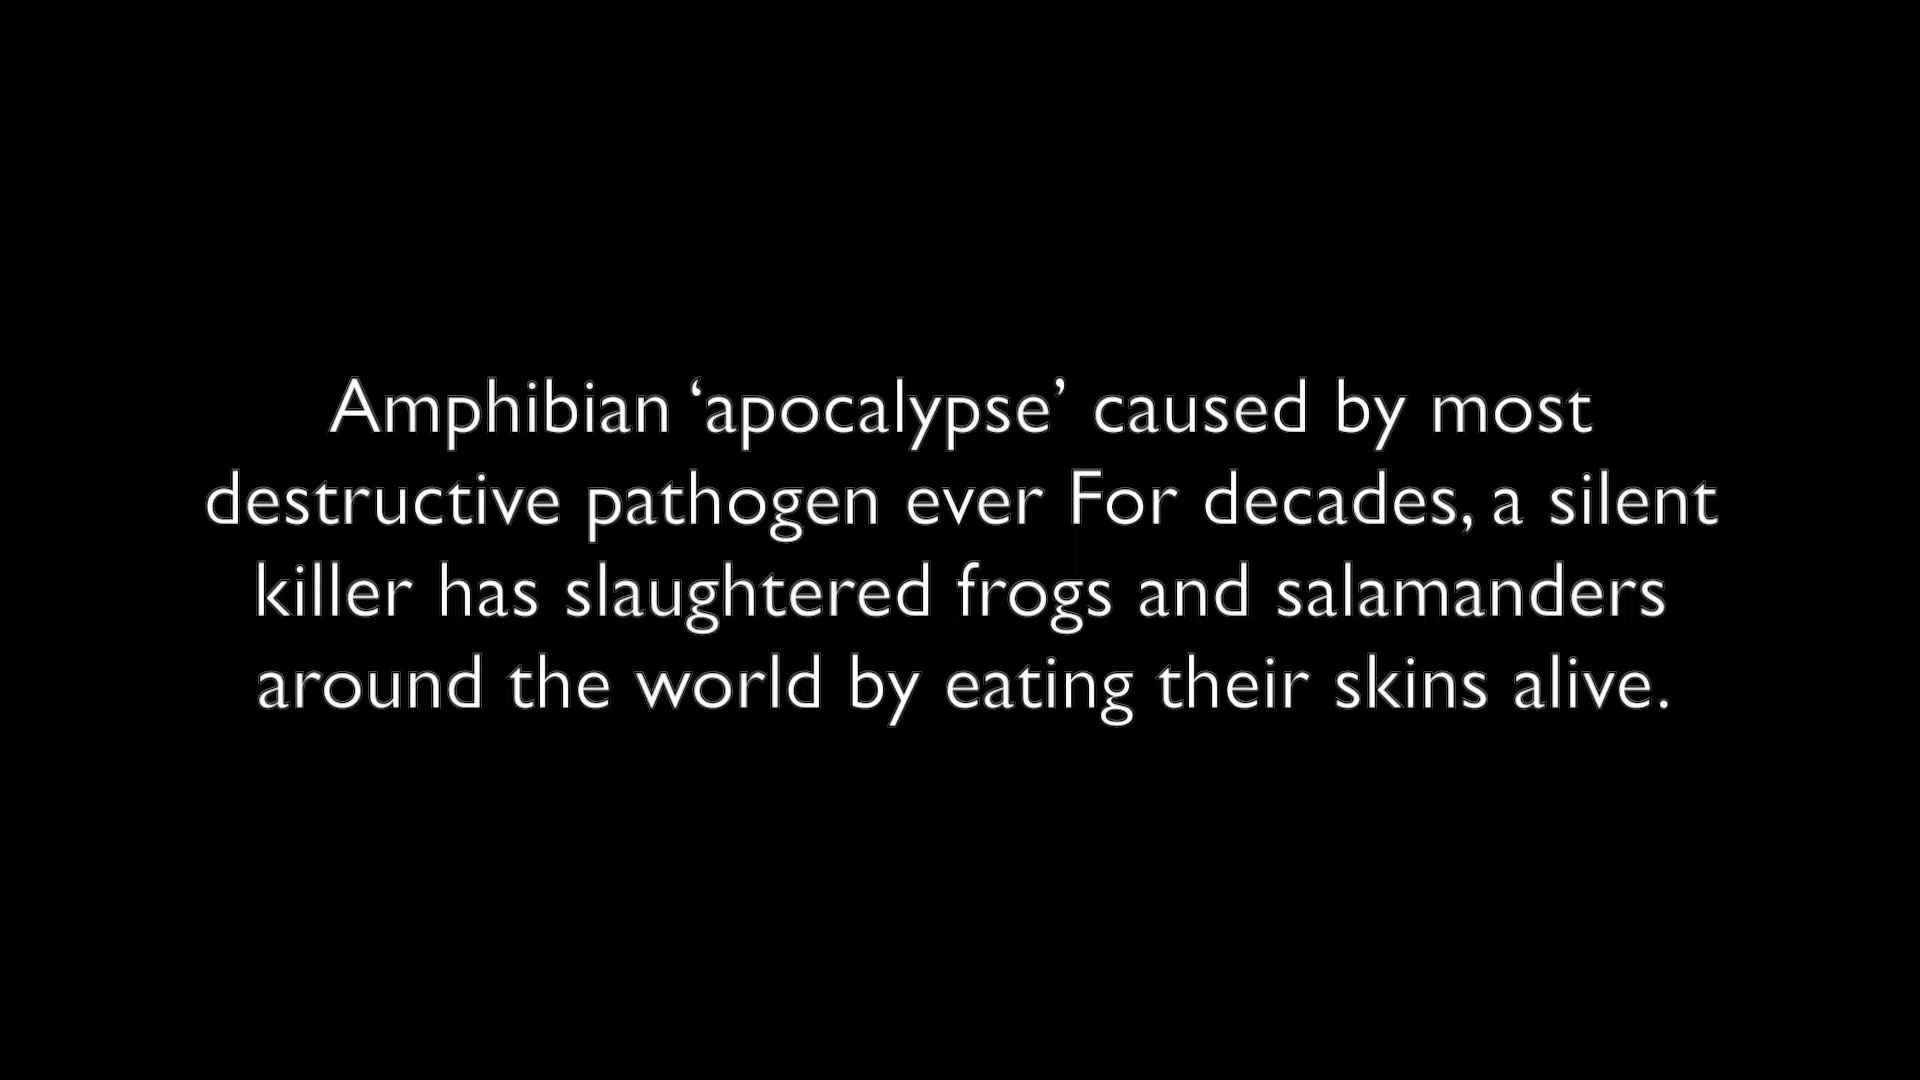 Amphibian ‘apocalypse’ caused by most
destructive pathogen ever For decades, a silent
killer has slaughtered frogs and salamanders
around the world by eating their skins alive.